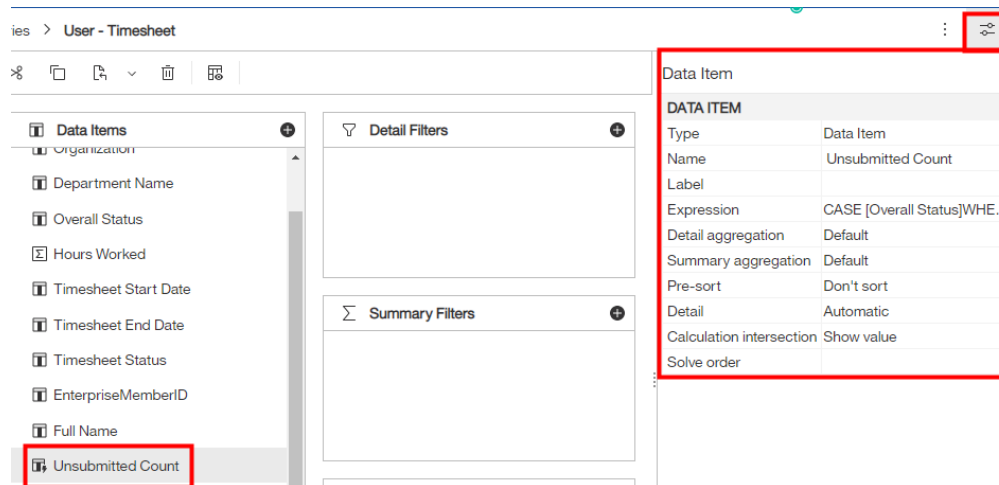 ies > User - Timesheet
Data Item
DATA ITEM
Type Data Item
Name Unsubmitted Count
Label
Expression CASE [Overall Status]WHE.
Detail aggregation Default
Summary aggregation Default
Pre-sort Don't sort
Detail Automatic
Calculation intersection Show value
Solve order
Data Items
Organization
Department Name
Overall Status
Hours Worked
Timesheet Start Date
Timesheet End Date
Timesheet Status
EnterpriseMemberID
Full Name
Unsubmitted Count
Detail Filters
Summary Filters